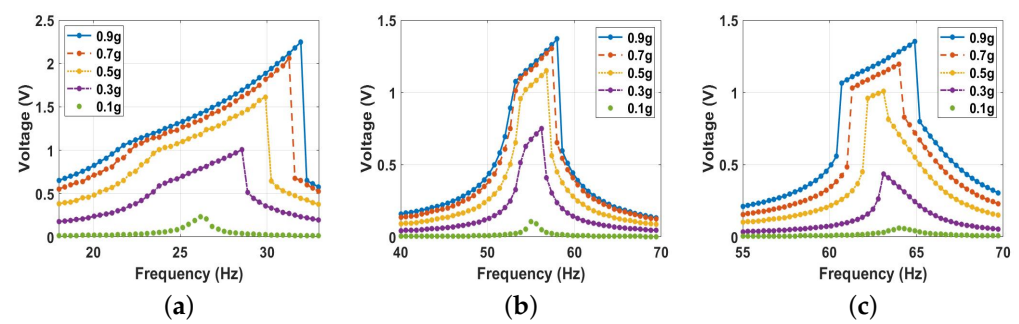 2.5
2
1.5
1
0.5
0
20
25
30
Voltage (V)
Frequency (Hz)
0.9g
0.7g
0.5g
0.3g
0.1g
(a)
1.5
1
0.5
0
40
50
60
70
Voltage (V)
Frequency (Hz)
0.9g
0.7g
0.5g
0.3g
0.1g
(b)
1.5
1
0.5
0
55
60
65
70
Voltage (V)
Frequency (Hz)
0.9g
0.7g
0.5g
0.3g
0.1g
(c)